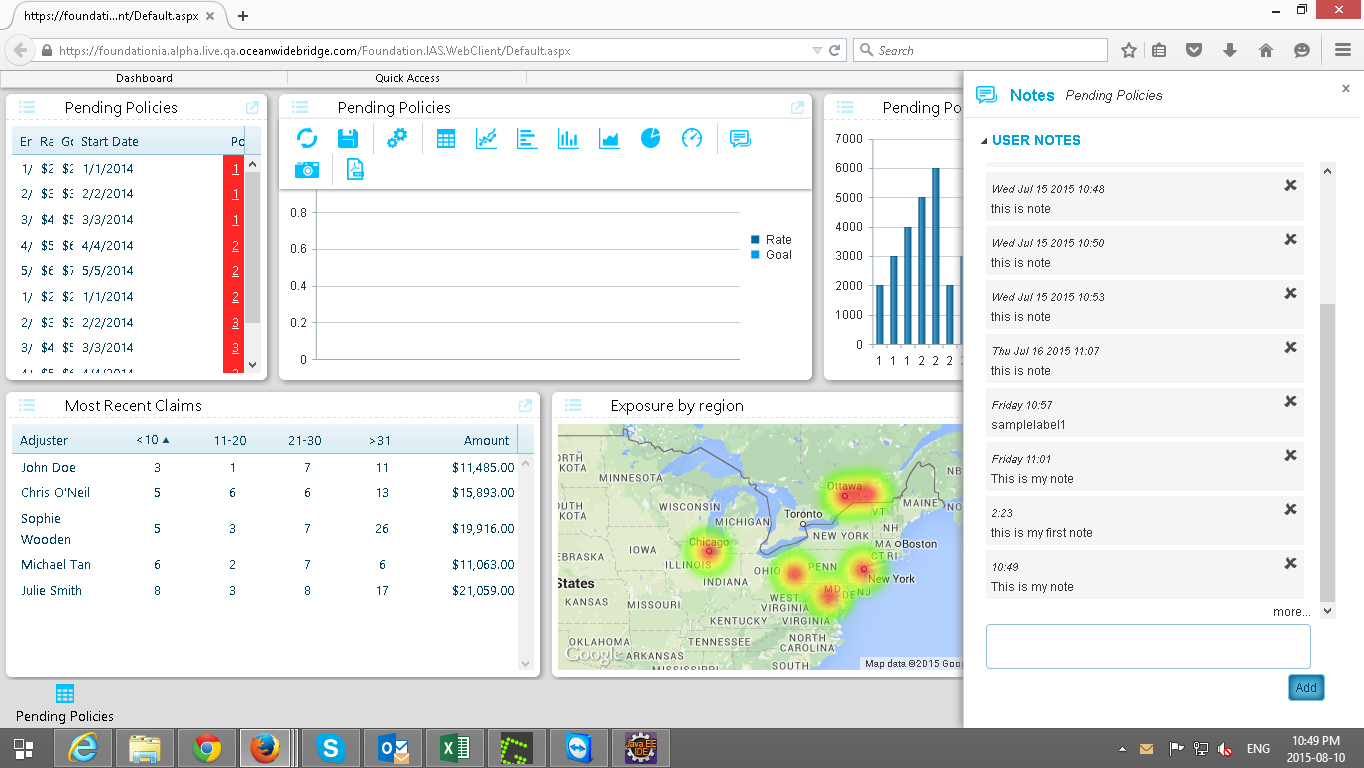 https://foundati...nt/Default.aspx
https://foundationia.alpha.live.qa.oceanwidebridge.com/Foundation.IAS.WebClient/Default.aspx
Search
Dashboard
Quick Access
Pending Policies
Er Ra Go Start Date Po
1/ $2 $2 1/1/2014 1
2/ $3 $3 2/2/2014 1
3/ $4 $5 3/3/2014 1
4/ $5 $6 4/4/2014 2
5/ $6 $7 5/5/2014 2
1/ $2 $2 1/1/2014 2
2/ $3 $3 2/2/2014 3
3/ $4 $5 3/3/2014 3
Pending Policies
0.8
0.6
0.4
0.2
0
Rate
Goal
Pending Po
7000
6000
5000
4000
3000
2000
1000
0
1 1 1 2 2 2
Most Recent Claims
Adjuster <10 11-20 21-30 >31 Amount
John Doe 3 1 7 11 $11,485.00
Chris O'Neil 5 6 6 13 $15,893.00
Sophie
Wooden 5 3 7 26 $19,916.00
Michael Tan 6 2 7 6 $11,063.00
Julie Smith 8 3 8 17 $21,059.00
Exposure by region
ORTH
KOTA
MINNESOTA
OUTH
KOTA
WISCONSIN
MICHIGAN
Ottawa
Toronto
VT
MAINE
NB
NH
NEW YORK
MA
Boston
CT RI
EBRASKA
IOWA
Chicago
ILLINOIS
INDIANA
OHIO
PENN
New York
MD
DE
NJ
States
KANSAS
MISSOURI
WEST
VIRGINIA
VIRGINIA
KENTUCKY
OKLAHOMA
TENNESSEE
NORTH
CAROLINA
ARKANSAS
MISSISSIPPI
SOUTH
Google
Map data ©2015 Goo
Notes Pending Policies
x
USER NOTES
Wed Jul 15 2015 10:48
this is note
Wed Jul 15 2015 10:50
this is note
Wed Jul 15 2015 10:53
this is note
Thu Jul 16 2015 11:07
this is note
Friday 10:57
samplelabel1
Friday 11:01
This is my note
2:23
this is my first note
10:49
This is my note
more...
Add
Pending Policies
Java EE
IDE
ENG
10:49 PM
2015-08-10